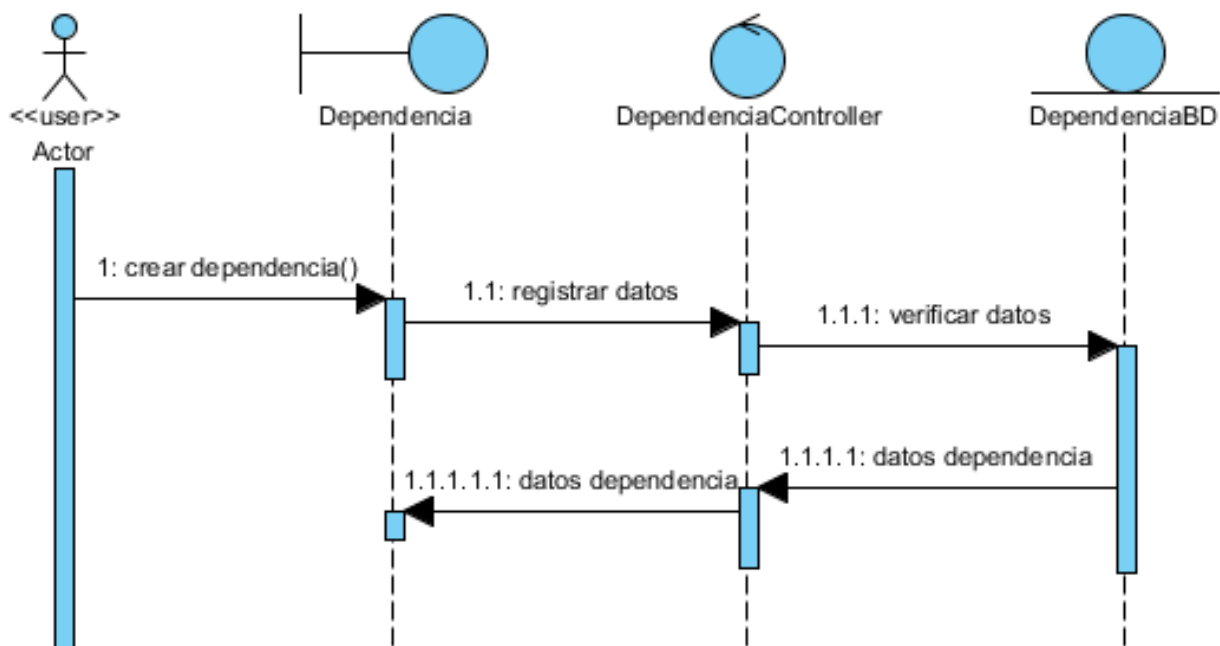 <<user>>
Actor
Dependencia
DependenciaController
DependenciaBD
1: crear dependencia()
1.1: registrar datos
1.1.1: verificar datos
1.1.1.1: datos dependencia
1.1.1.1.1: datos dependencia